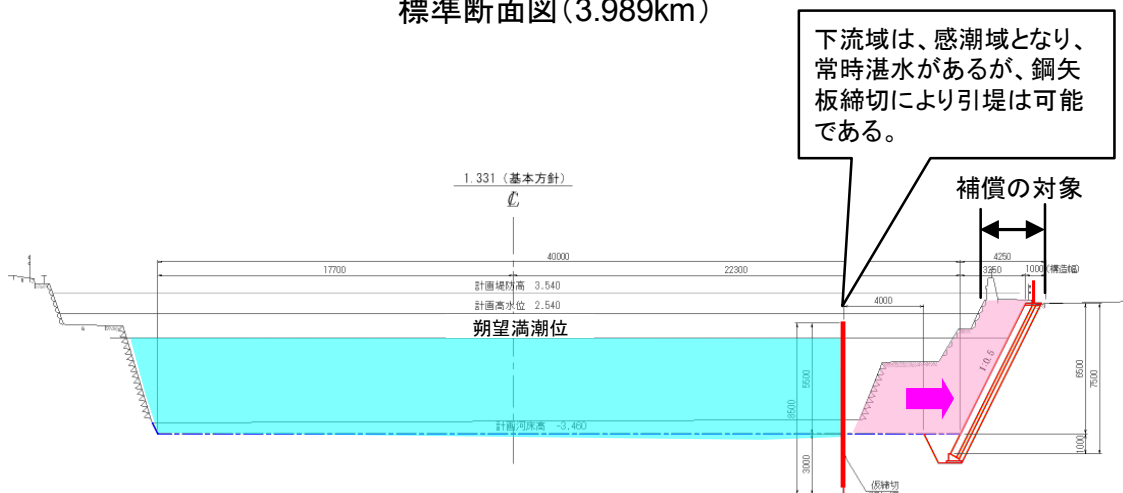 標準断面図(3.989km)
下流域は、感潮域となり、
常時湛水があるが、鋼矢
板締切により引堤は可能
である。
1.331 (基本方針)
補償の対象
40000
4250
17700
22300
3250
1000(構造幅)
計画堤防高 3.540
計画高水位 2.540
4000
朔望満潮位
1:0.5
5500
8500
6500
7500
計画河床高 -3.460
3000
1000
仮締切